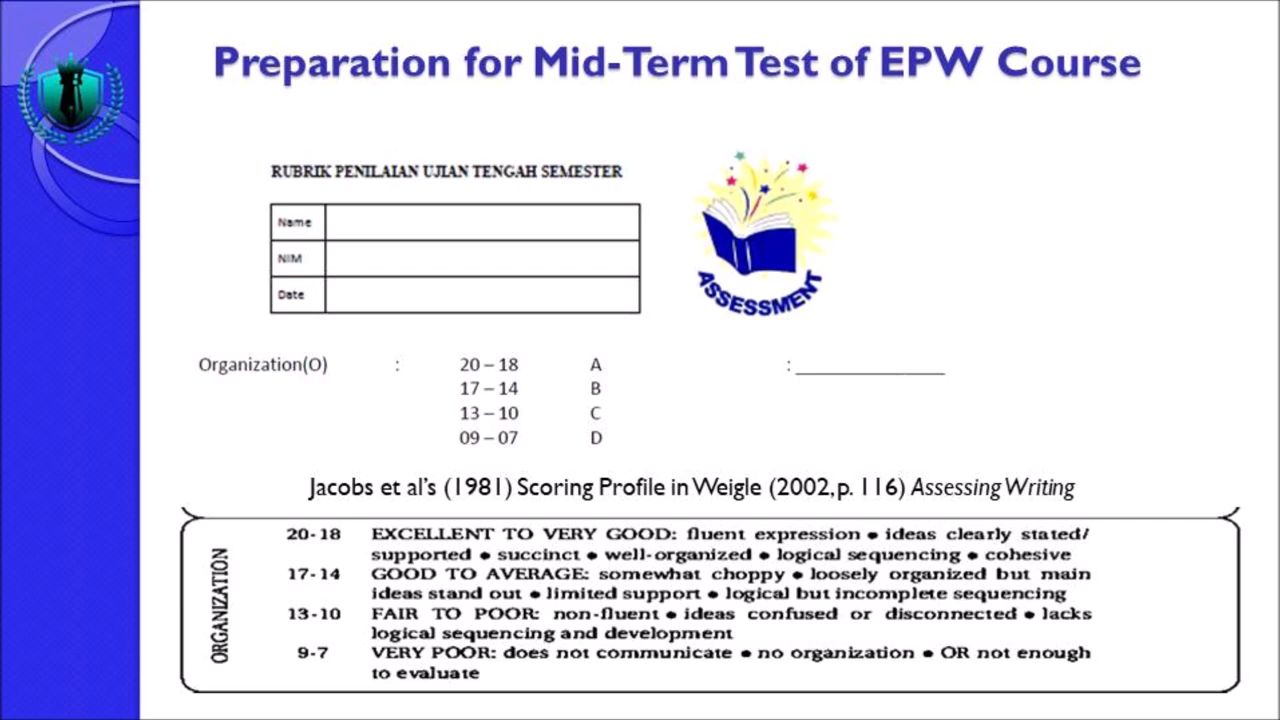 Preparation for Mid-Term Test of EPW Course
RUBRIK PENILAIAN UJIAN TENGAH SEMESTER
Name
NIM
Date
ASSESSMENT
Organization(O) : 20 – 18 A : _______________
17 – 14 B
13 – 10 C
09 – 07 D
Jacobs et al's (1981) Scoring Profile in Weigle (2002, p. 116) Assessing Writing
ORGANIZATION
20-18 EXCELLENT TO VERY GOOD: fluent expression • ideas clearly stated/
supported • succinct • well-organized • logical sequencing • cohesive
17-14 GOOD TO AVERAGE: somewhat choppy • loosely organized but main
ideas stand out • limited support • logical but incomplete sequencing
13-10 FAIR TO POOR: non-fluent • ideas confused or disconnected • lacks
logical sequencing and development
9-7 VERY POOR: does not communicate • no organization • OR not enough
to evaluate